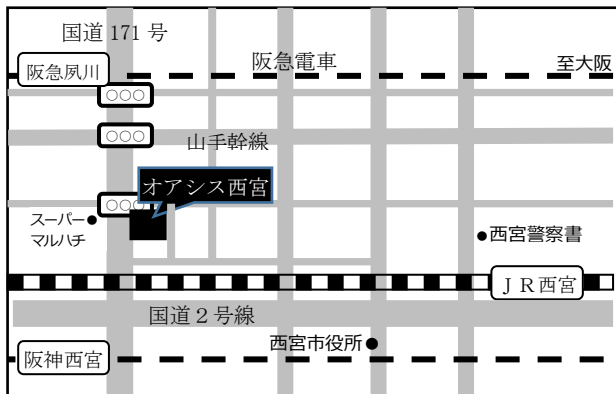 国道 171 号
阪急電車
至大阪
阪急夙川
○○○
○○○
山手幹線
オアシス西宮
○○○
スーパー
マルハチ
西宮警察書
ＪＲ西宮
国道２号線
西宮市役所
阪神西宮